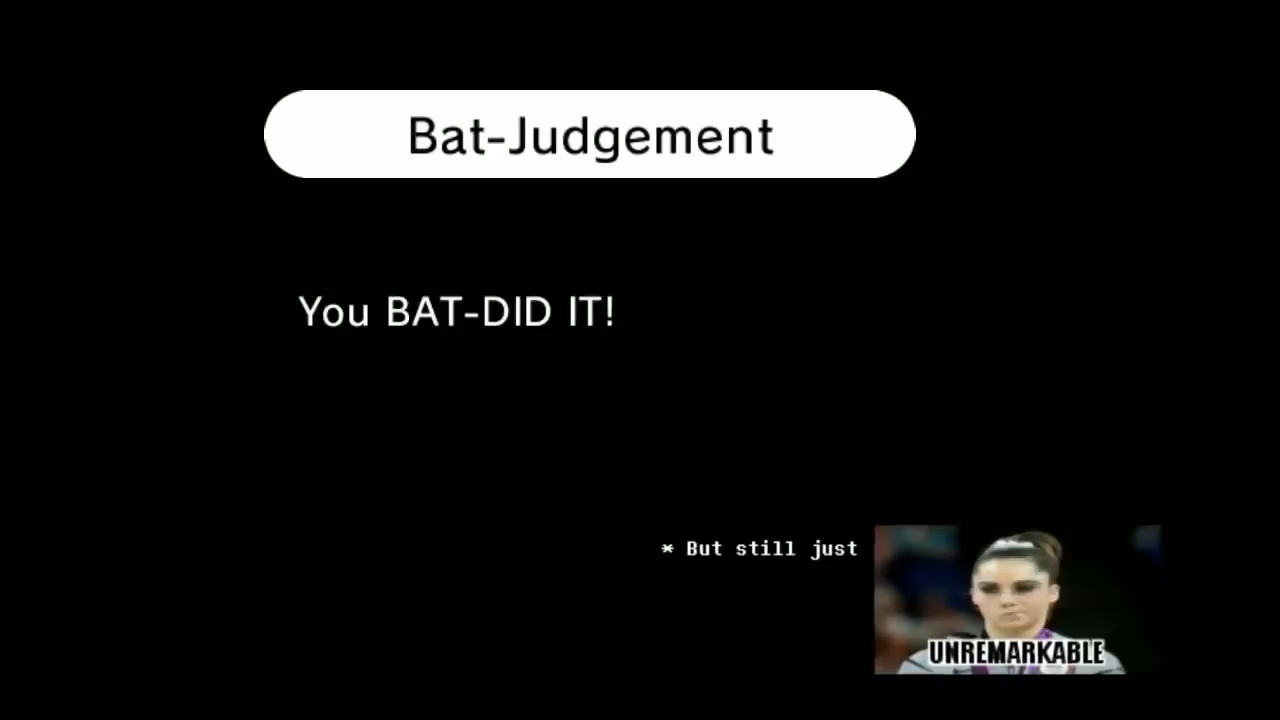 Bat-Judgement
You BAT-DID IT!
* But still just
UNREMARKABLE